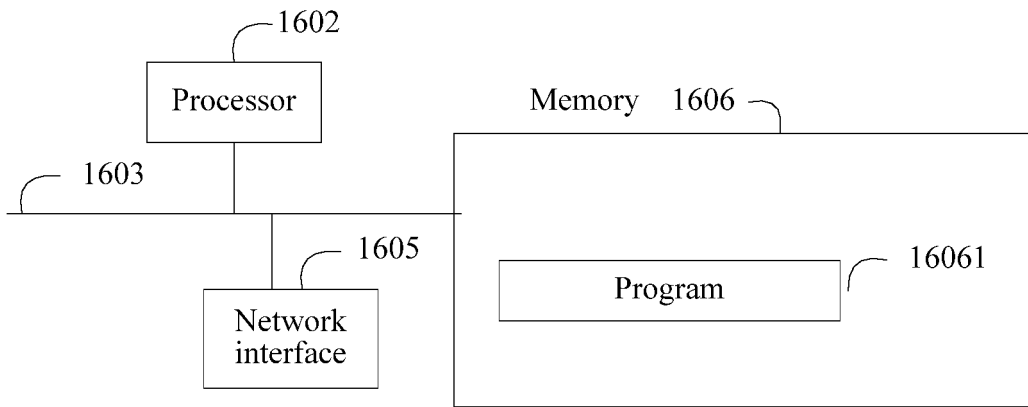 1602
Processor
Memory 1606
1603
1605
16061
Program
Network
interface